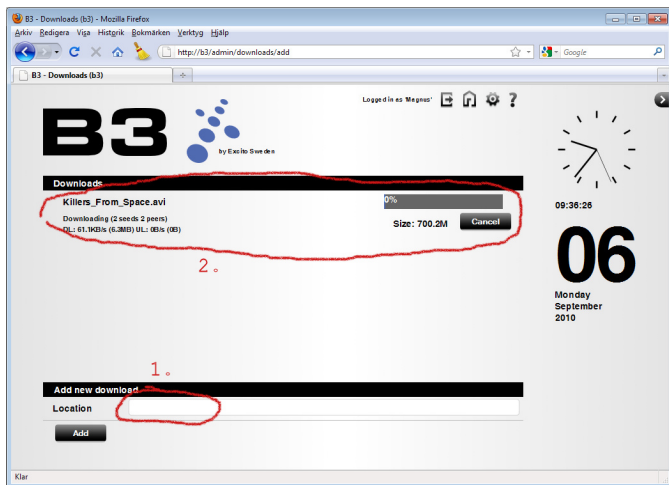 B3 - Downloads (b3) - Mozilla Firefox
Arkiv Redigera Visa Historik Bokmärken Verktyg Hjälp
http://b3/admin/downloads/add
Google
B3 - Downloads (b3)
Logged in as 'Magnus'
B3
by Excito Sweden
Downloads
Killers_From_Space.avi
0%
Downloading (2 seeds 2 peers)
DL: 61.1KB/s (6.3MB) UL: 0B/s (0B)
Size: 700.2M
Cancel
2.
09:36:26
06
Monday
September
2010
1.
Add new download
Location
Add
Klar